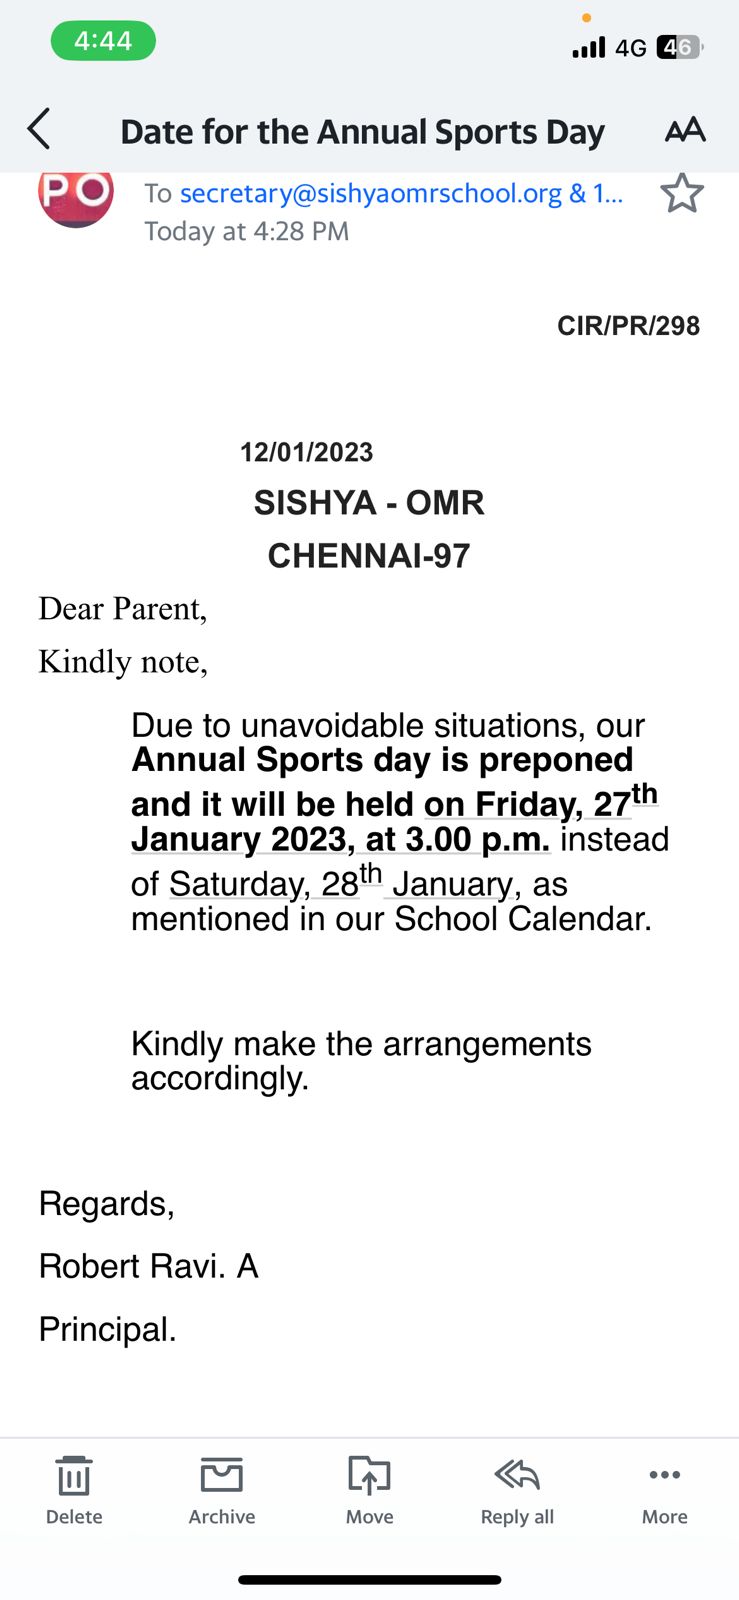 4:44
4G 46
Date for the Annual Sports Day AA
PO
To secretary@sishyaomrschool.org & 1...
Today at 4:28 PM
CIR/PR/298
12/01/2023
SISHYA - OMR
CHENNAI-97
Dear Parent,
Kindly note,
Due to unavoidable situations, our
Annual Sports day is preponed
and it will be held on Friday, 27th
January 2023, at 3.00 p.m. instead
of Saturday, 28th January, as
mentioned in our School Calendar.
Kindly make the arrangements
accordingly.
Regards,
Robert Ravi. A
Principal.
Delete Archive Move Reply all More